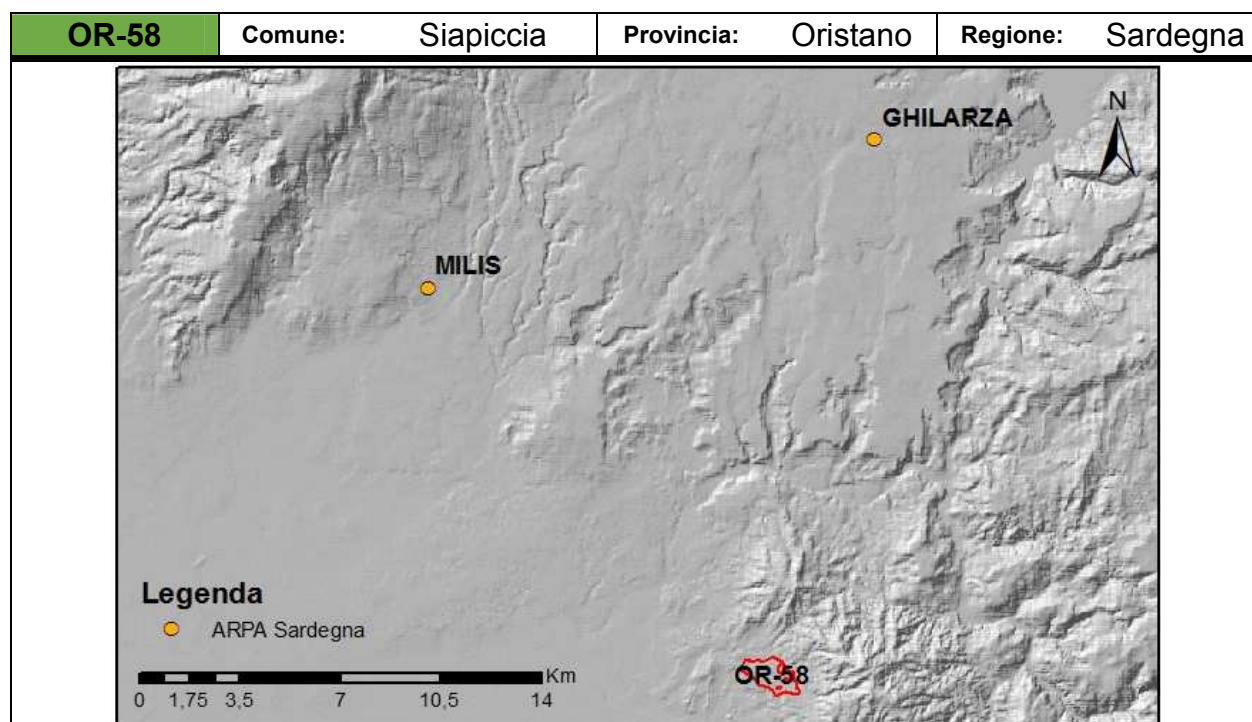 OR-58 Comune: Siapiccia Provincia: Oristano Regione: Sardegna
N
GHILARZA
MILIS
Legenda
ARPA Sardegna
Km
0 1,75 3,5 7 10,5 14
OR-58